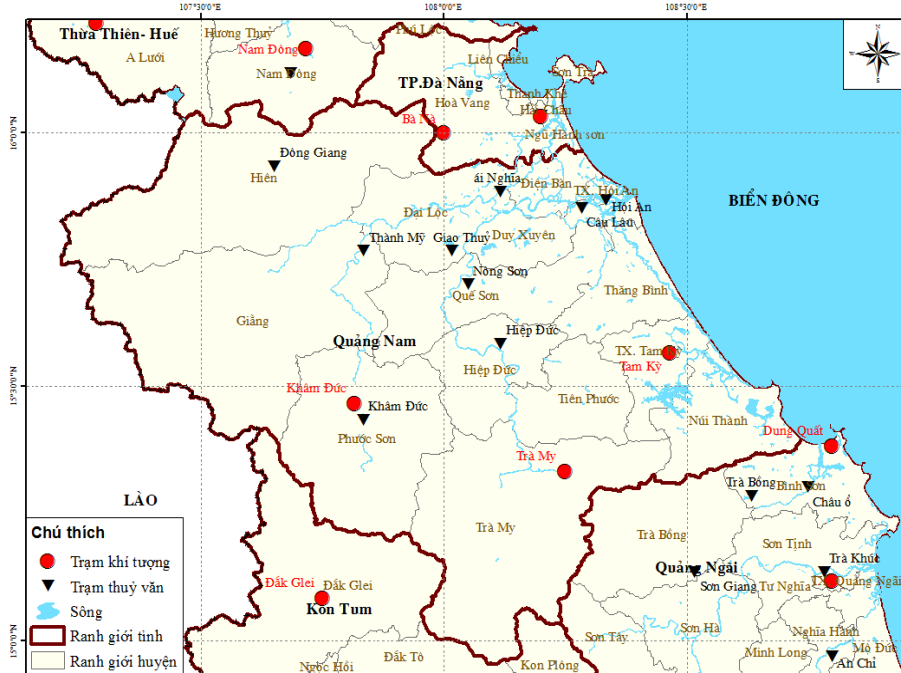 107°30'0"E
108°0'0"E
108°30'0"E
Thừa Thiên- Huế
A Lưới
Hương Thuỷ
Nam Đông
Nam Đông
Phú Lộc
Liên Chiểu
Sơn Trà
TP.Đà Nẵng
Thanh Khê
Hoà Vang
Hải Châu
Bà Nà
Ngũ Hành sơn
16°0'0"N
N
Đông Giang
Hiên
ái Nghĩa
Điện Bàn
TX. Hội An
Hội An
BIỂN ĐÔNG
Đại Lộc
Câu Lâu
Thành Mỹ
Giao Thuỷ
Duy Xuyên
Nông Sơn
Quế Sơn
Thăng Bình
Giằng
Quảng Nam
Hiệp Đức
Hiệp Đức
TX. Tam Kỳ
Tam Kỳ
Khâm Đức
Khâm Đức
Tiên Phước
Phước Sơn
Núi Thành
Dung Quất
Trà My
Trà Bồng
Bình Sơn
Châu ổ
LÀO
Trà My
Trà Bồng
Sơn Tịnh
Trà Khúc
Quảng Ngãi
Sơn Giang
Tư Nghĩa
TX. Quảng Ngãi
Đắk Glei
Đắk Glei
Kon Tum
Sơn Hà
Nghĩa Hành
Sơn Tây
Minh Long
Mộ Đức
An Chỉ
15°0'0"N
Đắk Tô
Ngọc Hồi
Kon Plông
Chú thích
Trạm khí tượng
Trạm thuỷ văn
Sông
Ranh giới tỉnh
Ranh giới huyện